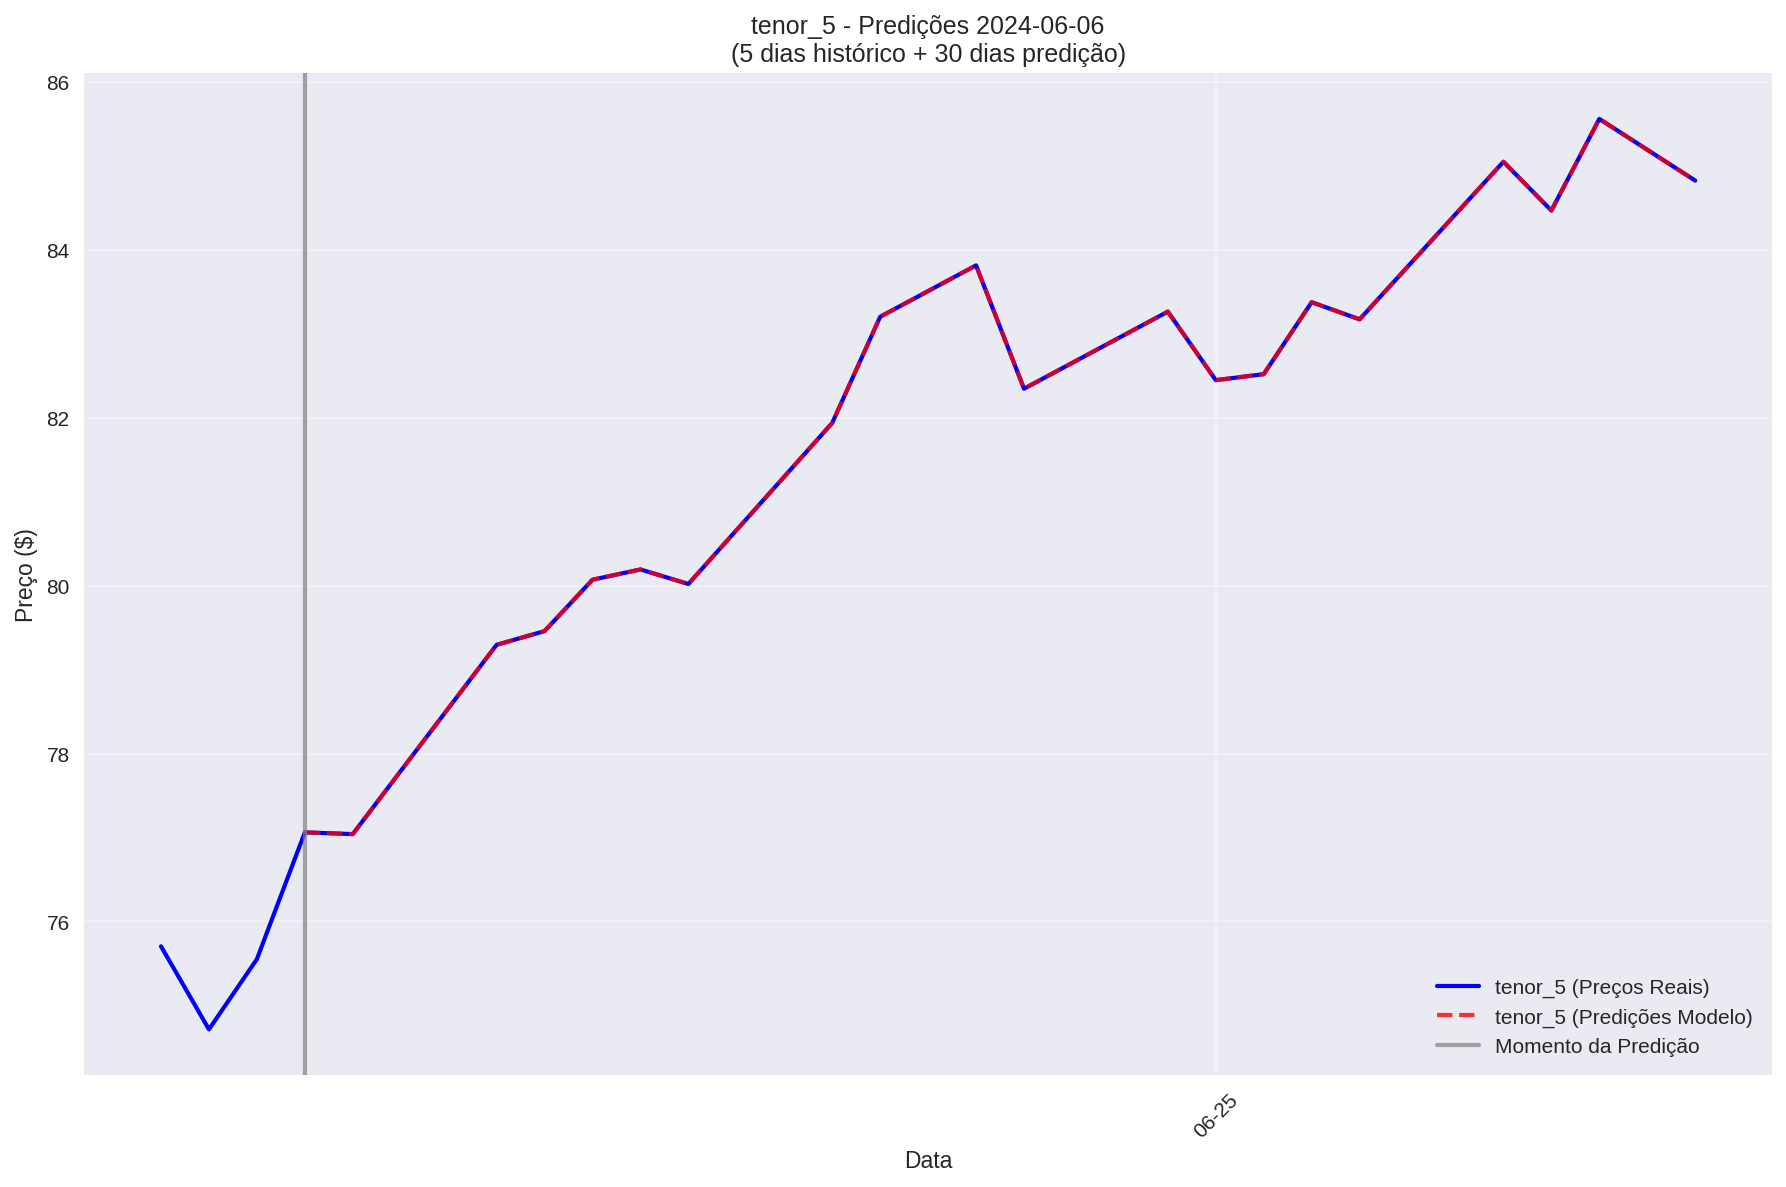 tenor_5 - Predições 2024-06-06
(5 dias histórico + 30 dias predição)
Preço ($)
86
84
82
80
78
76
tenor_5 (Preços Reais)
tenor_5 (Predições Modelo)
Momento da Predição
06-25
Data